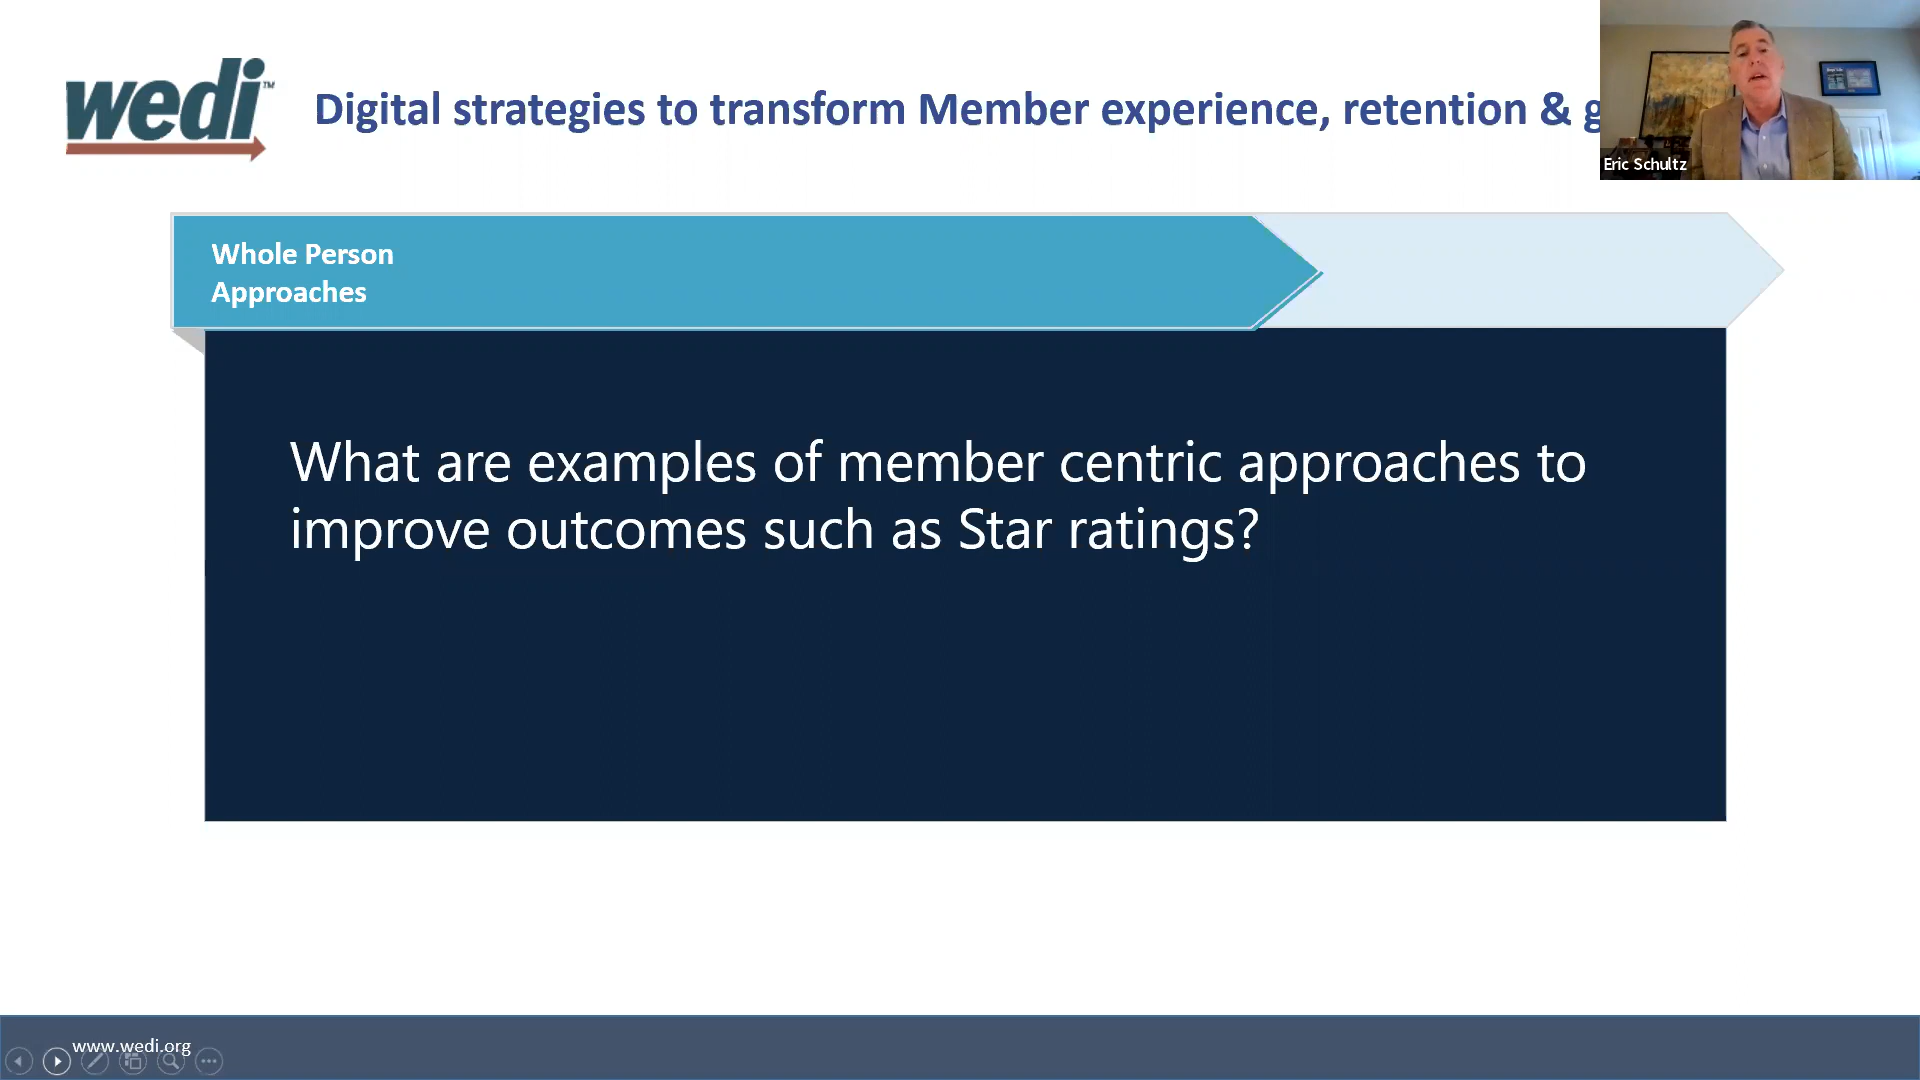 wedi™
Digital strategies to transform Member experience, retention & g
Eric Schultz
Whole Person
Approaches
What are examples of member centric approaches to
improve outcomes such as Star ratings?
www.wedi.org